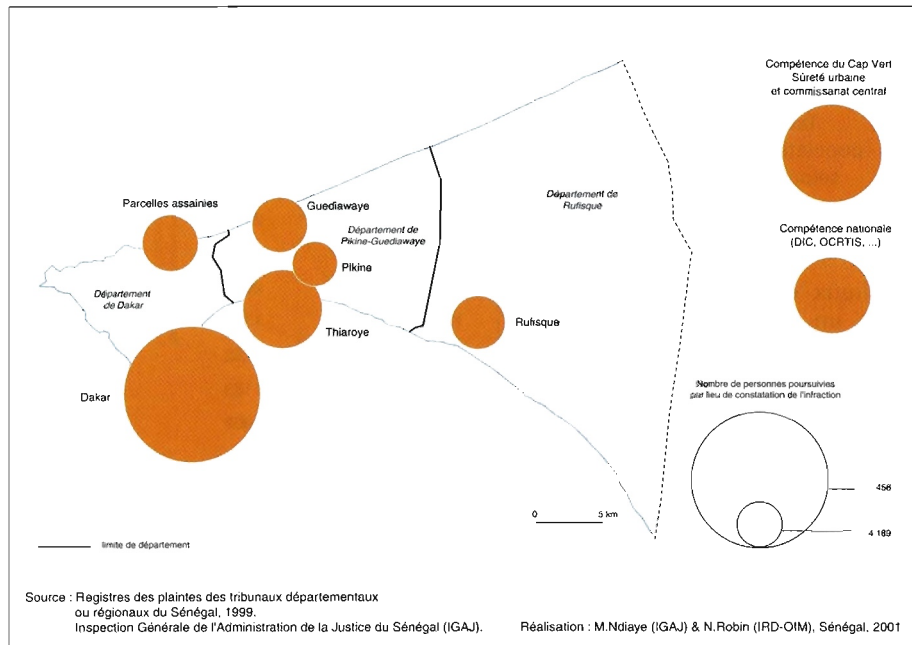 Compétence du Cap Vert
Sûreté urbaine
et commissariat central
Parcelles assainies
Guediawaye
Département de
Rufisque
Département de
Pikine-Guediawaye
Compétence nationale
(DIC, OCRTIS, ...)
Pikine
Département
de Dakar
Thiaroye
Rufisque
Dakar
Nombre de personnes poursuivies
par lieu de constatation de l'infraction
456
4 189
0 5 km
limite de département
Source : Registres des plaintes des tribunaux départementaux
ou régionaux du Sénégal, 1999.
Inspection Générale de l'Administration de la Justice du Sénégal (IGAJ).
Réalisation : M.Ndiaye (IGAJ) & N.Robin (IRD-OIM), Sénégal, 2001